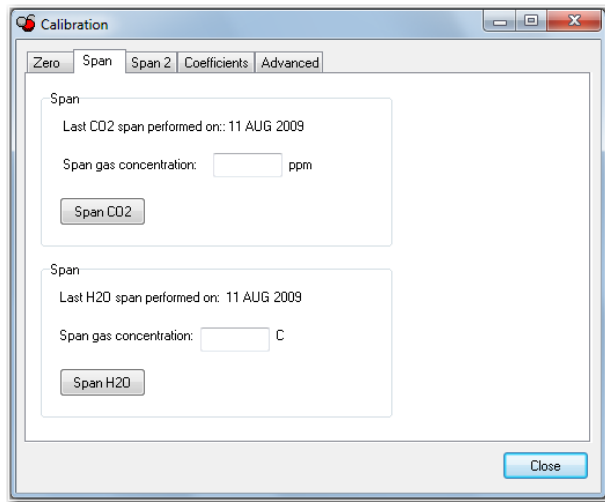 Calibration
Zero Span Span 2 Coefficients Advanced
Span
Last CO2 span performed on:: 11 AUG 2009
Span gas concentration: ppm
Span CO2
Span
Last H2O span performed on: 11 AUG 2009
Span gas concentration: C
Span H2O
Close